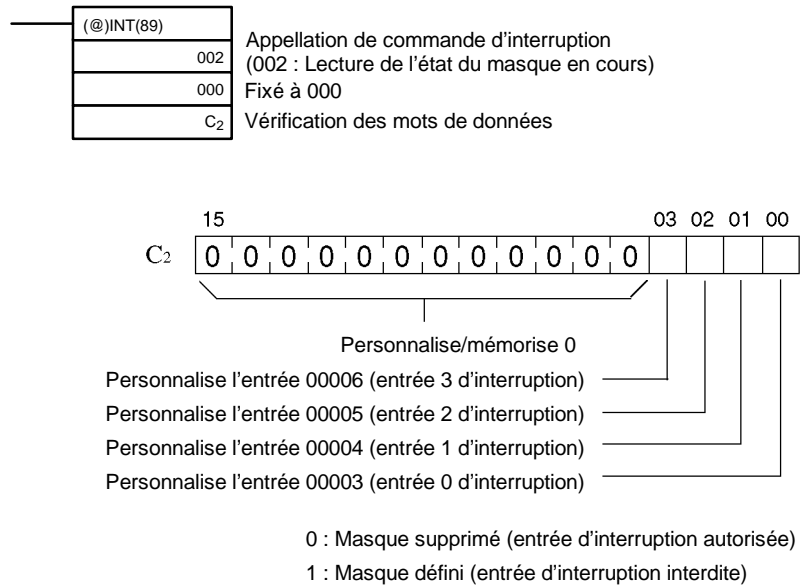 (@)INT(89)
002
000
C2
Appellation de commande d'interruption
(002 : Lecture de l'état du masque en cours)
Fixé à 000
Vérification des mots de données
15 03 02 01 00
C2 0 0 0 0 0 0 0 0 0 0 0 0
Personnalise/mémorise 0
Personnalise l'entrée 00006 (entrée 3 d'interruption)
Personnalise l'entrée 00005 (entrée 2 d'interruption)
Personnalise l'entrée 00004 (entrée 1 d'interruption)
Personnalise l'entrée 00003 (entrée 0 d'interruption)
0 : Masque supprimé (entrée d'interruption autorisée)
1 : Masque défini (entrée d'interruption interdite)